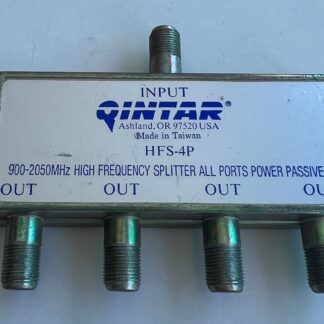 INPUT
QINTAR®
Ashland, OR 97520 USA
Made in Taiwan
HFS-4P
900-2050MHz HIGH FREQUENCY SPLITTER ALL PORTS POWER PASSIVE
OUT OUT OUT OU